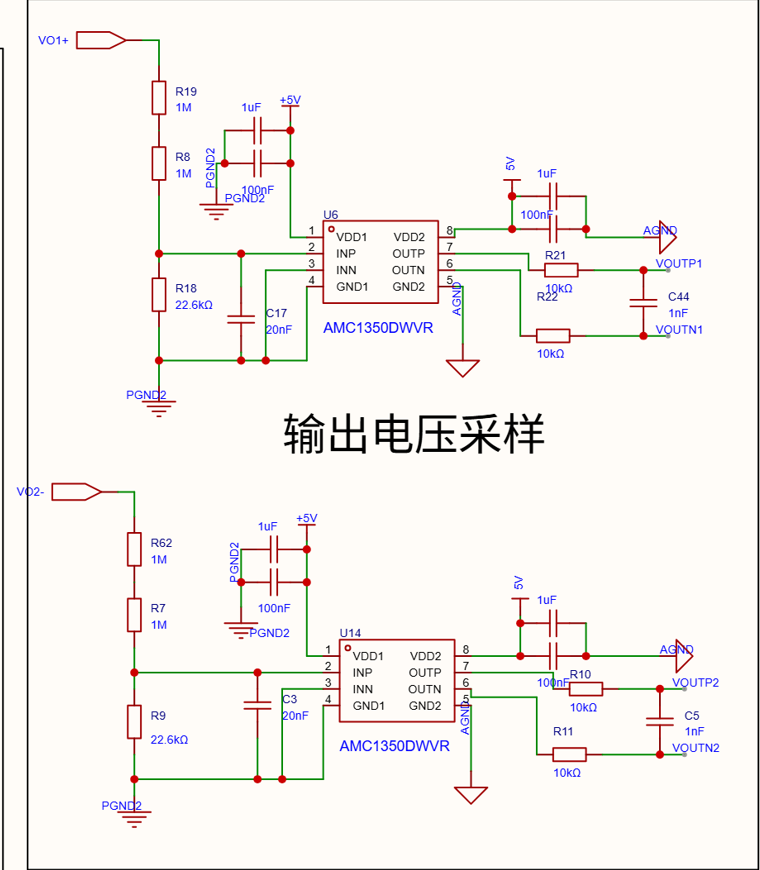 VO1+
R19
1M
R8
1M
1uF
+5V
PGND2
100nF
PGND2
5V
1uF
100nF
AGND
U6
1 VDD1 VDD2 8
2 INP OUTP 7
3 INN OUTN 6
4 GND1 GND2 5
AMC1350DWVR
AGND
R21
10kΩ
R22
10kΩ
VOUTP1
C44
1nF
VOUTN1
R18
22.6kΩ
C17
20nF
PGND2
输出电压采样
VO2-
R62
1M
R7
1M
1uF
+5V
PGND2
100nF
PGND2
5V
1uF
100nF
AGND
U14
1 VDD1 VDD2 8
2 INP OUTP 7
3 INN OUTN 6
4 GND1 GND2 5
AMC1350DWVR
AGND
R10
10kΩ
R11
10kΩ
VOUTP2
C5
1nF
VOUTN2
R9
22.6kΩ
C3
20nF
PGND2